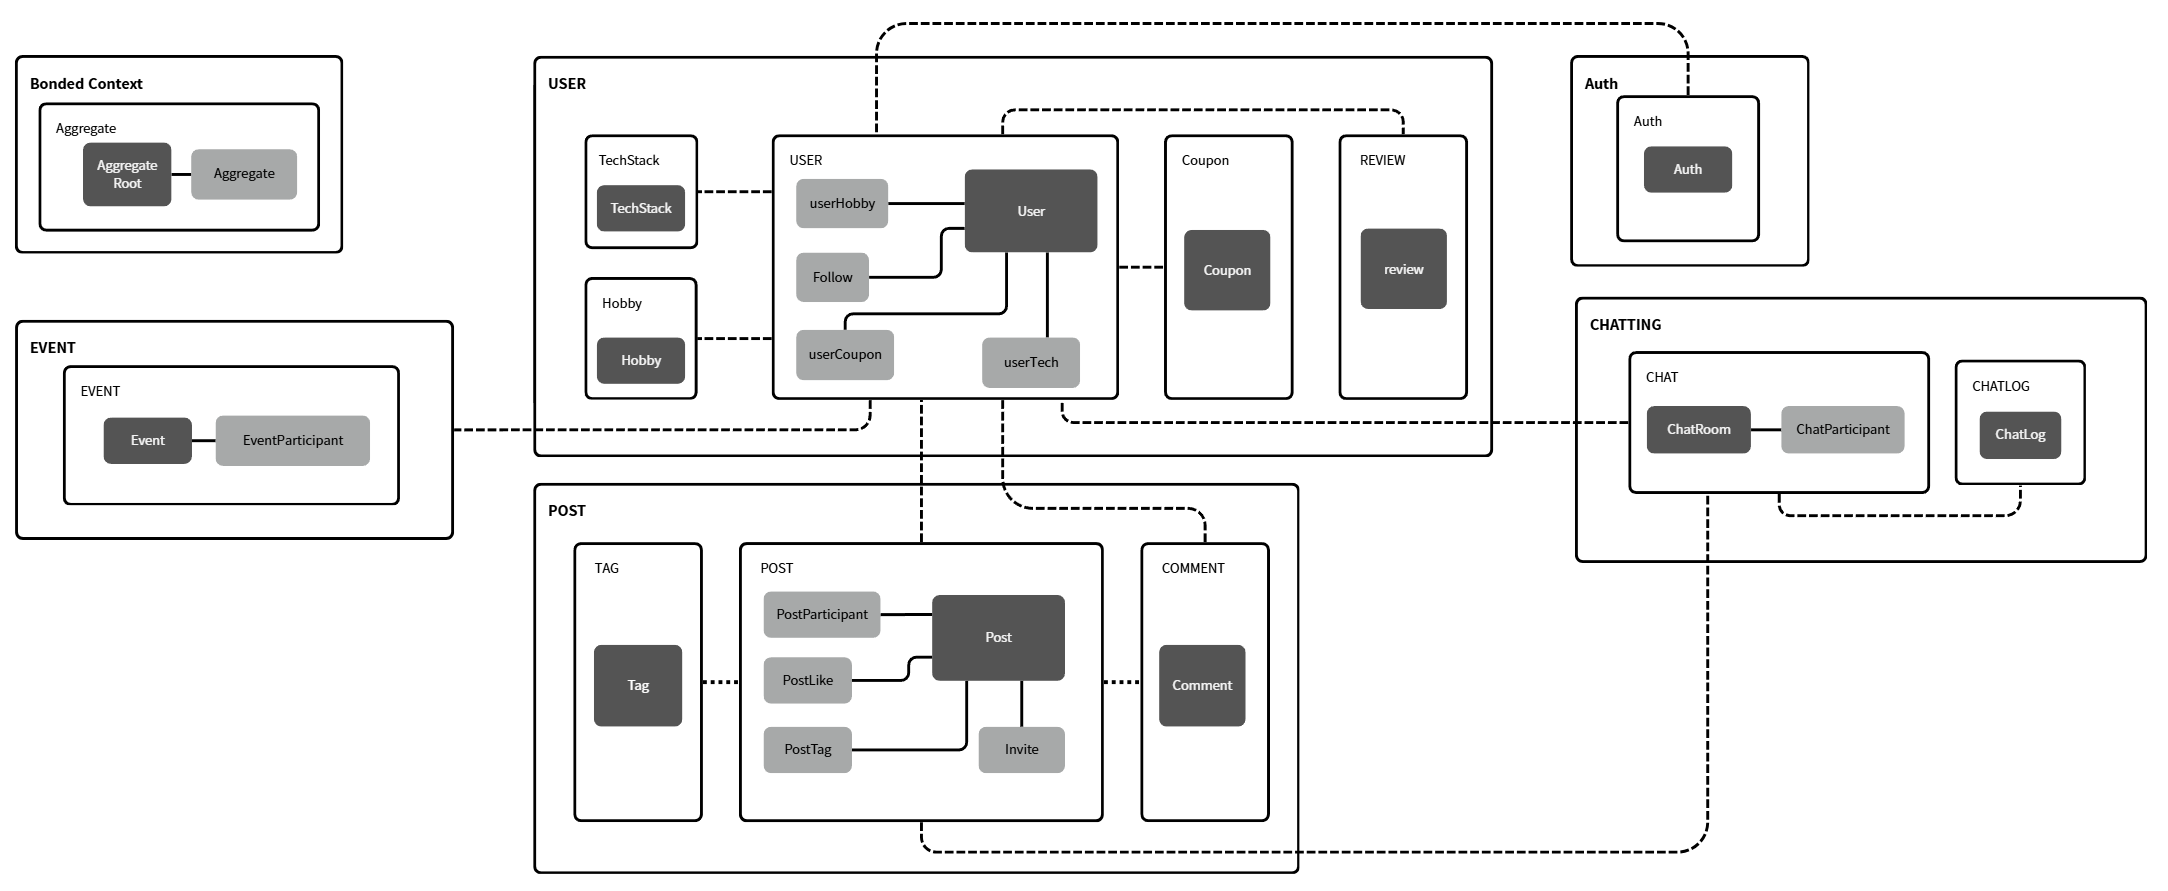 Bonded Context
Aggregate
Aggregate
Root
Aggregate
EVENT
EVENT
Event
EventParticipant
USER
TechStack
TechStack
Hobby
Hobby
USER
userHobby
User
Follow
userCoupon
userTech
Coupon
Coupon
REVIEW
review
Auth
Auth
Auth
CHATTING
CHAT
ChatRoom
ChatParticipant
CHATLOG
ChatLog
POST
TAG
Tag
POST
PostParticipant
Post
PostLike
PostTag
Invite
COMMENT
Comment